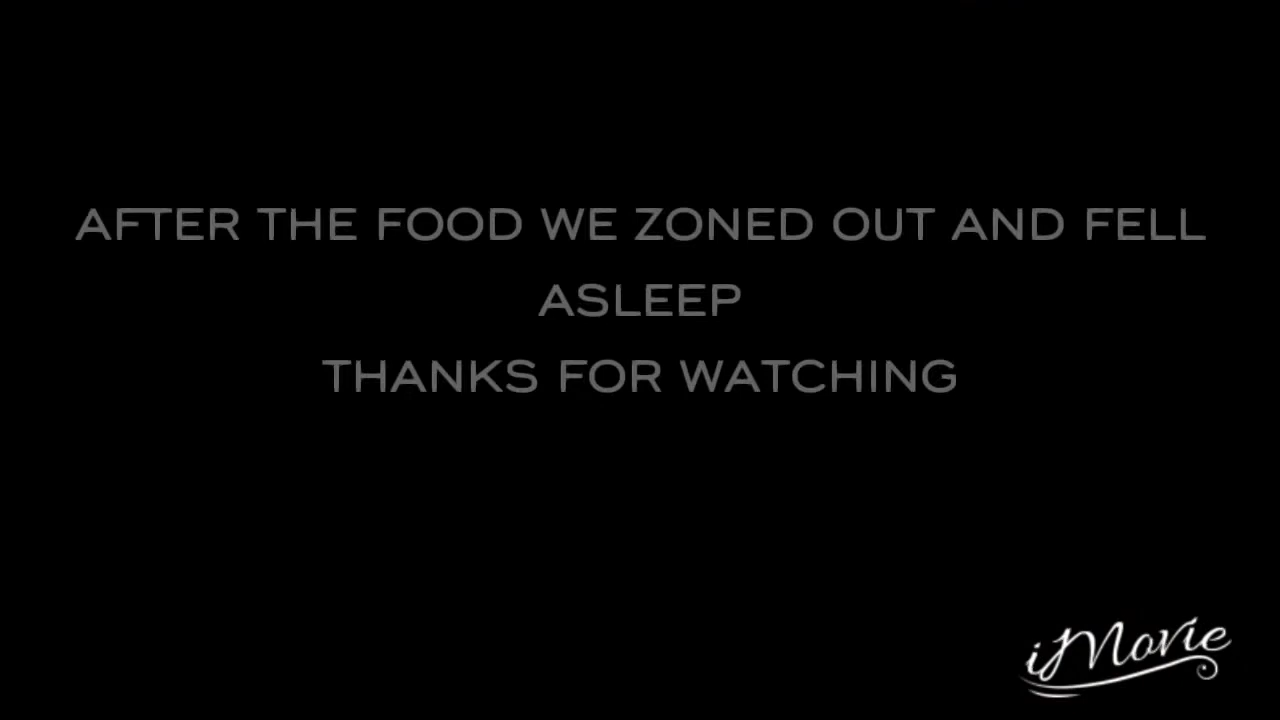 AFTER THE FOOD WE ZONED OUT AND FELL
ASLEEP
THANKS FOR WATCHING
iMovie